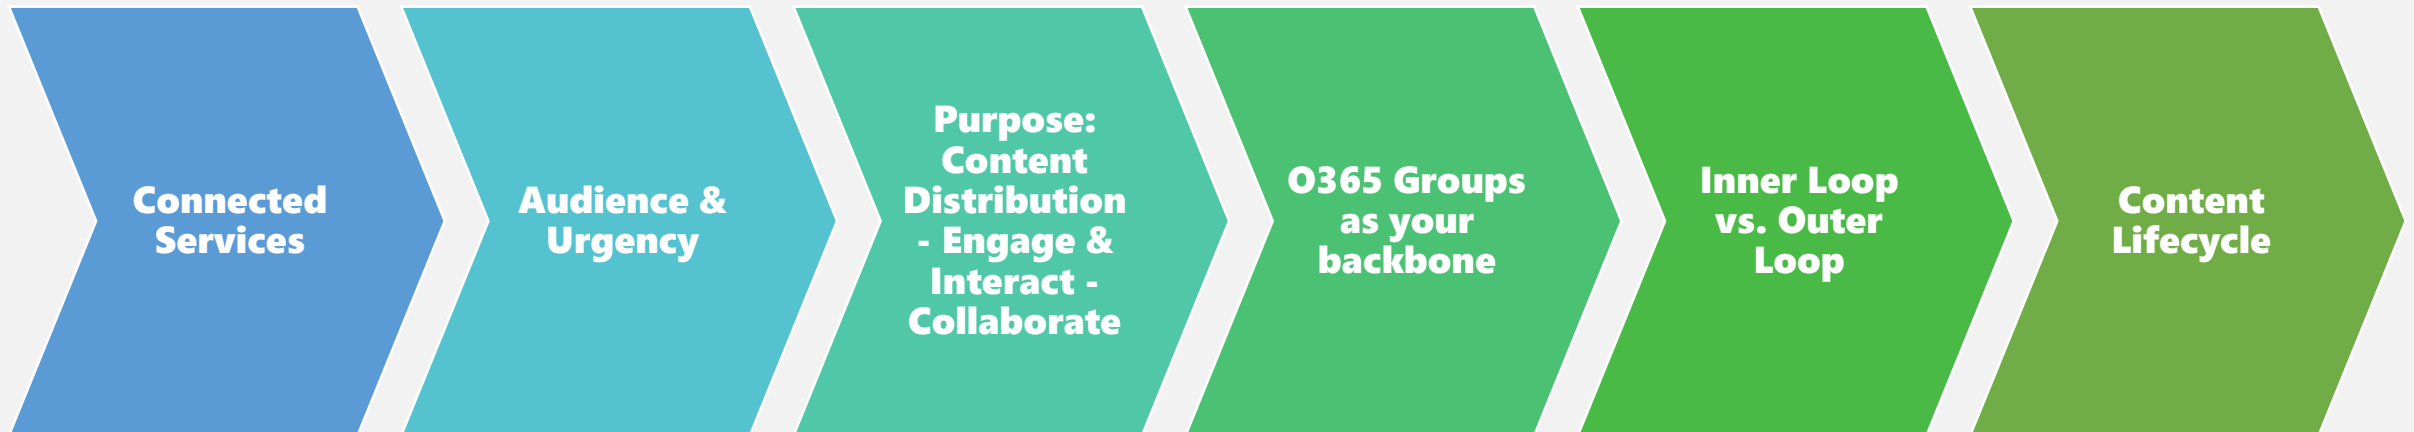 Connected
Services
Audience &
Urgency
Purpose:
Content
Distribution
- Engage &
Interact -
Collaborate
O365 Groups
as your
backbone
Inner Loop
vs. Outer
Loop
Content
Lifecycle